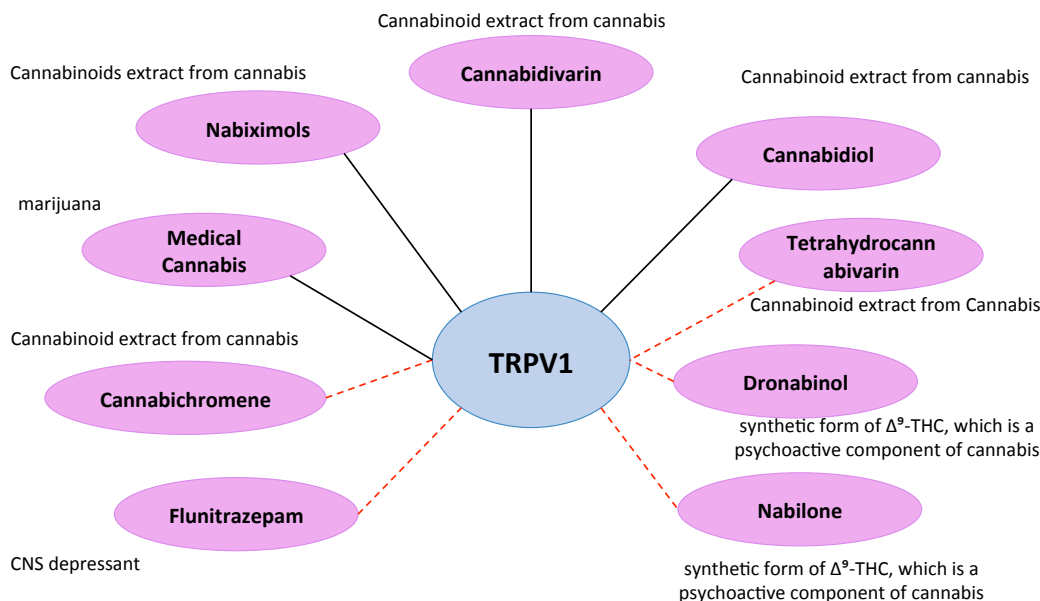 Cannabinoid extract from cannabis
Cannabidivarin
Cannabinoids extract from cannabis
Nabiximols
Cannabinoid extract from cannabis
Cannabidiol
marijuana
Medical
Cannabis
Tetrahydrocann
abivarin
Cannabinoid extract from Cannabis
Cannabinoid extract from cannabis
Cannabichromene
TRPV1
Dronabinol
synthetic form of Δ⁹-THC, which is a
psychoactive component of cannabis
Flunitrazepam
CNS depressant
Nabilone
synthetic form of Δ⁹-THC, which is a
psychoactive component of cannabis